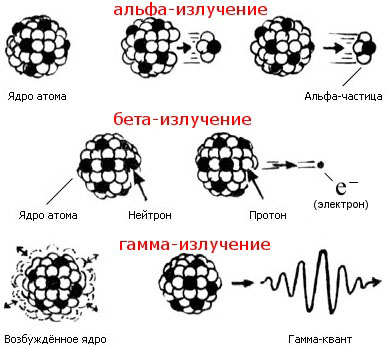 альфа-излучение
Ядро атома
Альфа-частица
бета-излучение
e⁻
(электрон)
Ядро атома
Нейтрон
Протон
гамма-излучение
Возбуждённое ядро
Гамма-квант